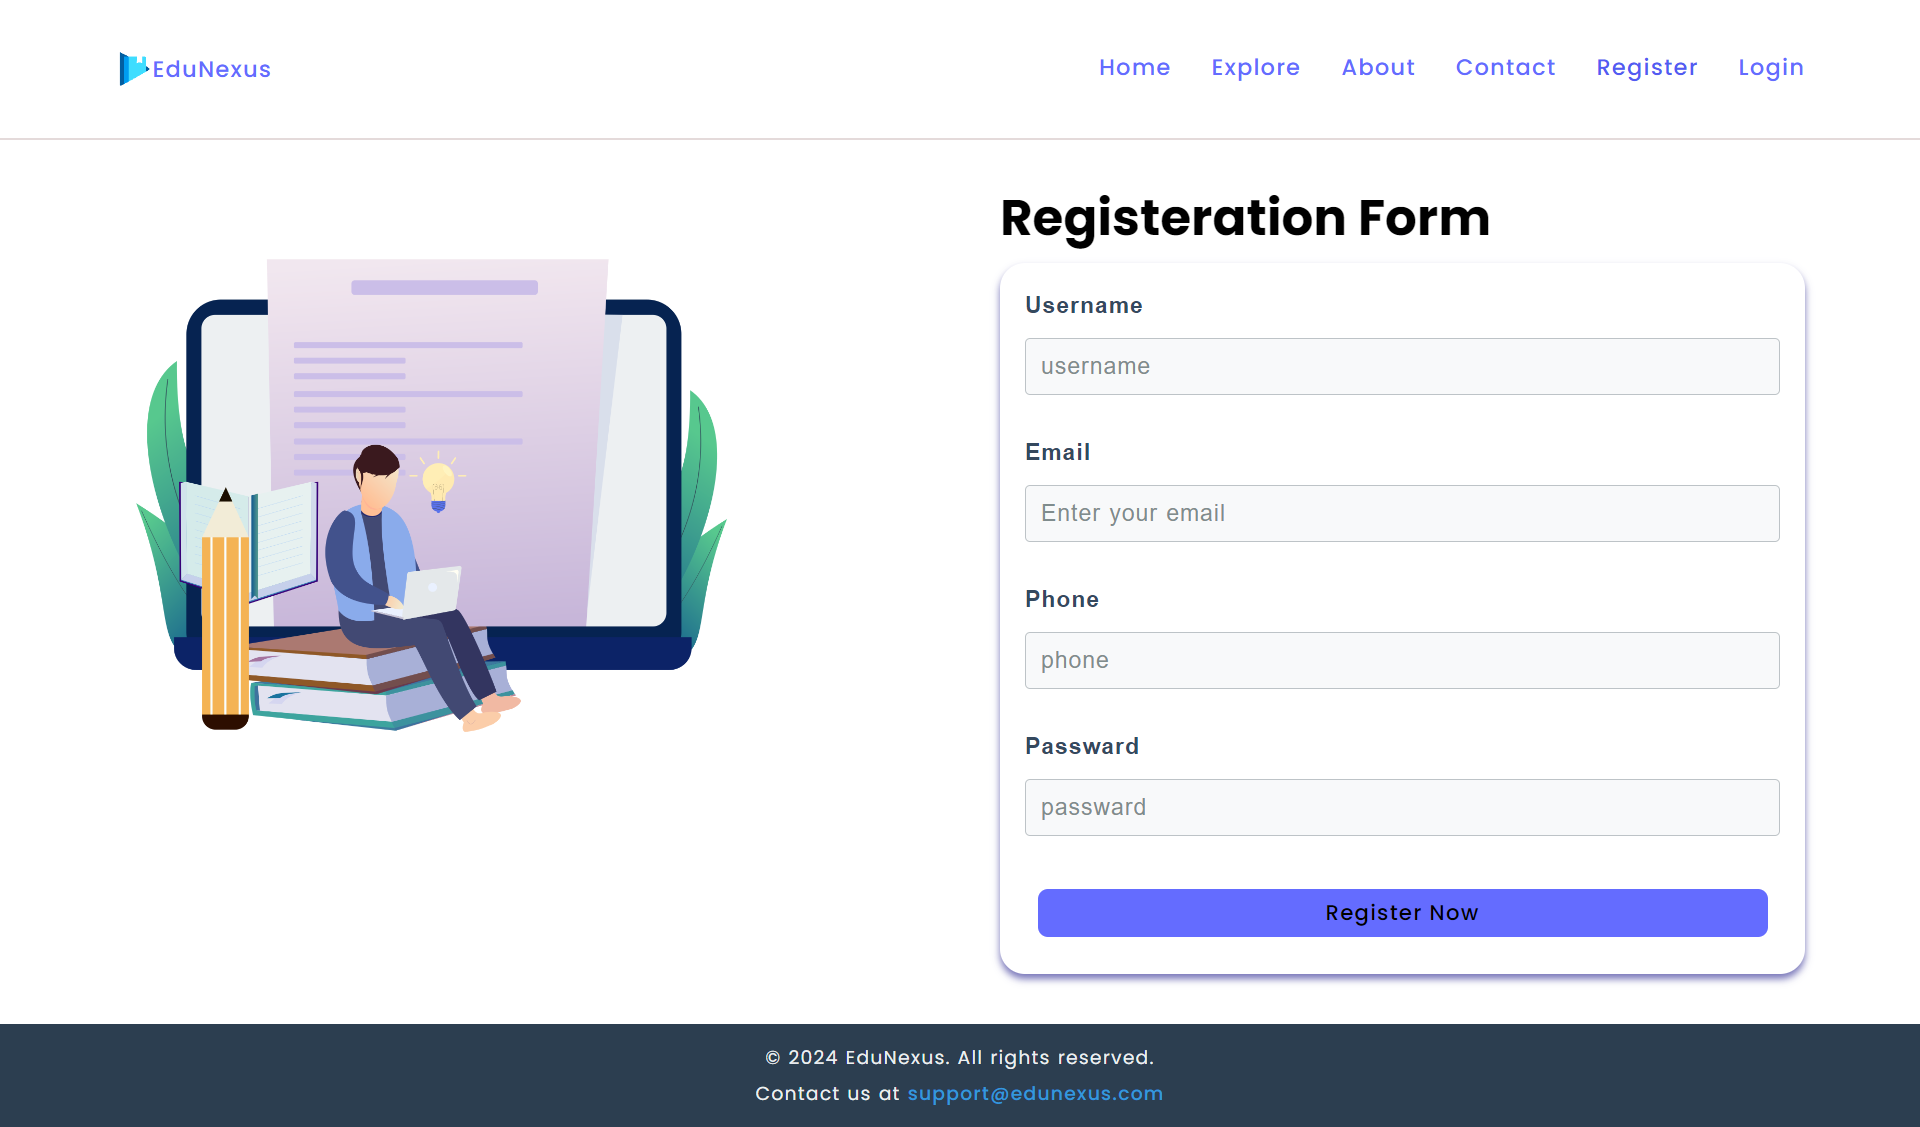 EduNexus
Home Explore About Contact Register Login
Registeration Form
Username
username
Email
Enter your email
Phone
phone
Passward
passward
Register Now
© 2024 EduNexus. All rights reserved.
Contact us at support@edunexus.com